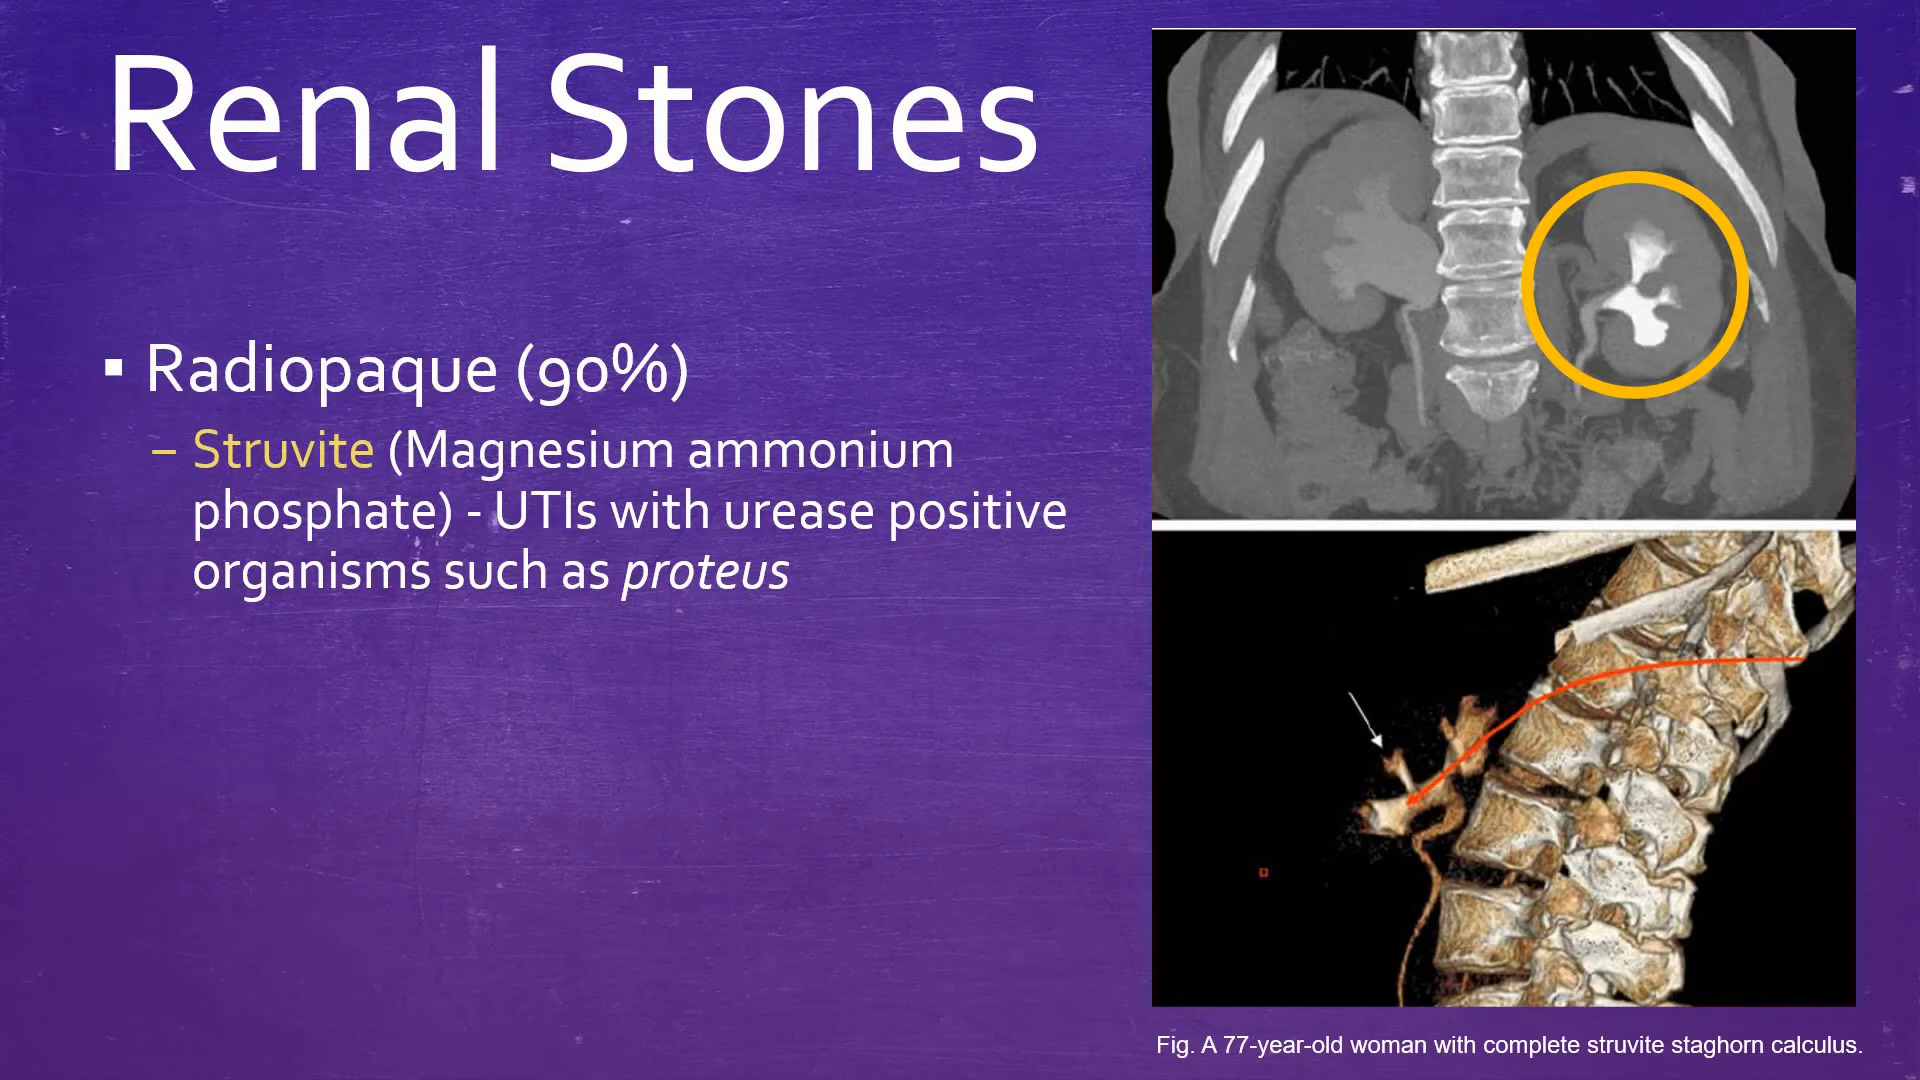 Renal Stones
▪ Radiopaque (90%)
– Struvite (Magnesium ammonium
phosphate) - UTIs with urease positive
organisms such as proteus
Fig. A 77-year-old woman with complete struvite staghorn calculus.